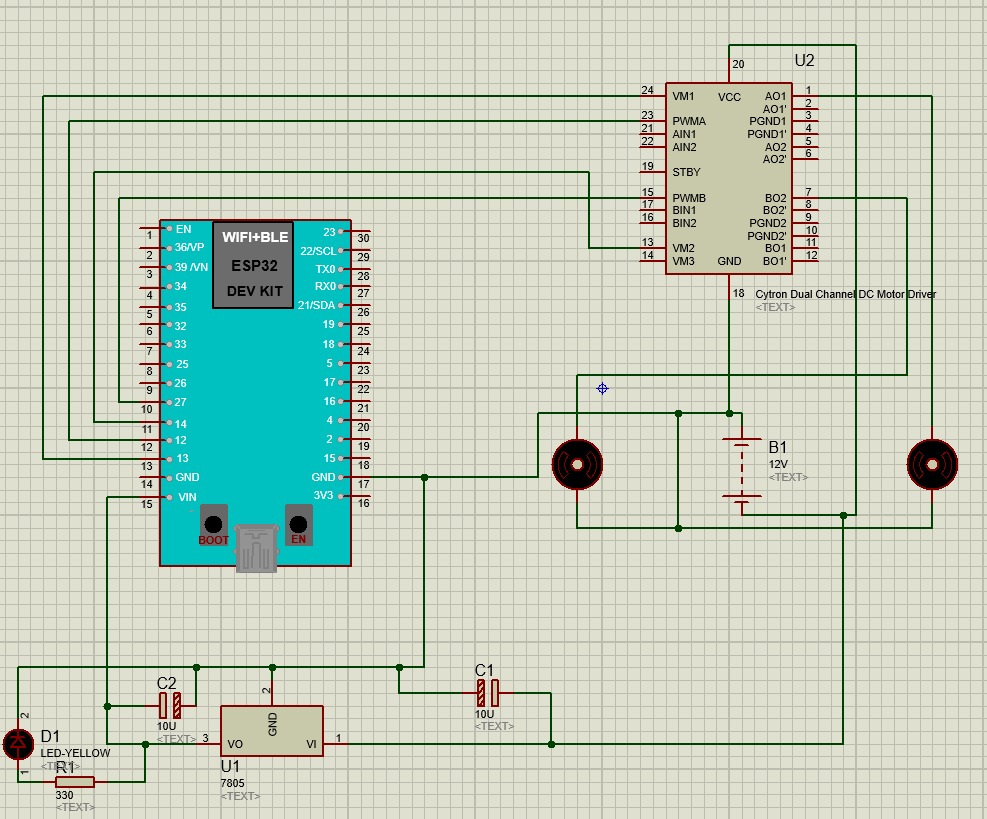 U2
20
24 VM1 VCC AO1 1
AO1' 2
23 PWMA PGND1 3
21 AIN1 PGND1' 4
22 AIN2 AO2 5
AO2' 6
19 STBY
15 PWMB BO2 7
17 BIN1 BO2' 8
16 BIN2 PGND2 9
PGND2' 10
13 VM2 BO1 11
14 VM3 GND BO1' 12
18 Cytron Dual Channel DC Motor Driver
<TEXT>
WIFI+BLE
ESP32
DEV KIT
1 EN
2 36/VP
3 39 /VN
4 34
5 35
6 32
7 33
8 25
9 26
10 27
11 14
12 12
13 13
14 GND
15 VIN
23 30
22/SCL 29
TX0 28
RX0 27
21/SDA 26
19 25
18 24
5 23
17 22
16 21
4 20
2 19
15 18
GND 17
3V3 16
BOOT
EN
B1
12V
<TEXT>
C1
10U
<TEXT>
C2
10U
<TEXT>
2
GND
3 VO VI 1
U1
7805
<TEXT>
2
D1
LED-YELLOW
<TEXT>
1
R1
330
<TEXT>